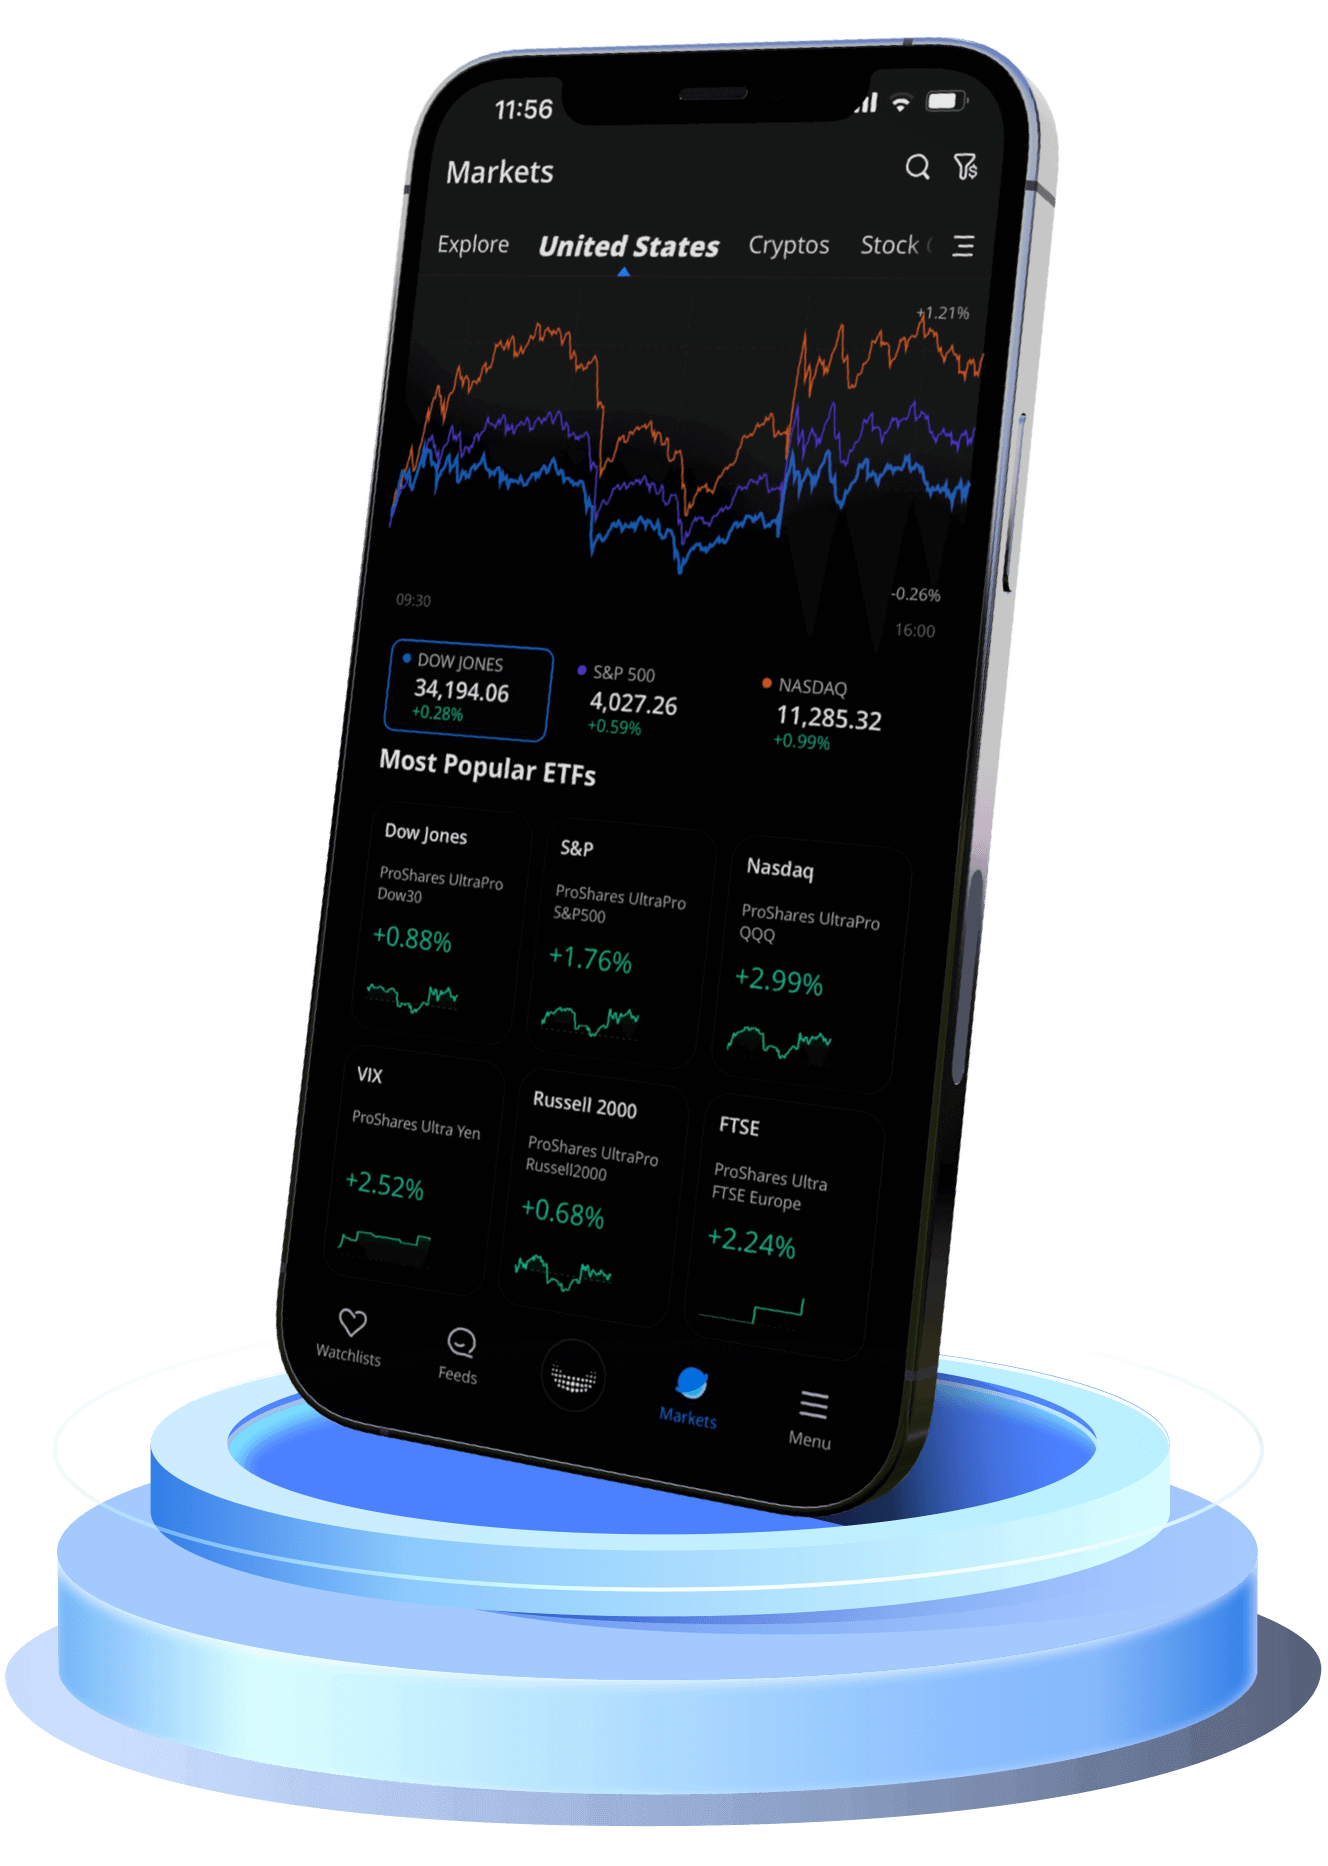 11:56
Markets
Explore United States Cryptos Stock
+1.21%
-0.26%
09:30
16:00
DOW JONES
34,194.06
+0.28%
S&P 500
4,027.26
+0.59%
NASDAQ
11,285.32
+0.99%
Most Popular ETFs
Dow Jones
ProShares UltraPro
Dow30
+0.88%
S&P
ProShares UltraPro
S&P500
+1.76%
Nasdaq
ProShares UltraPro
QQQ
+2.99%
VIX
ProShares Ultra Yen
+2.52%
Russell 2000
ProShares UltraPro
Russell2000
+0.68%
FTSE
ProShares Ultra
FTSE Europe
+2.24%
Watchlists
Feeds
Markets
Menu